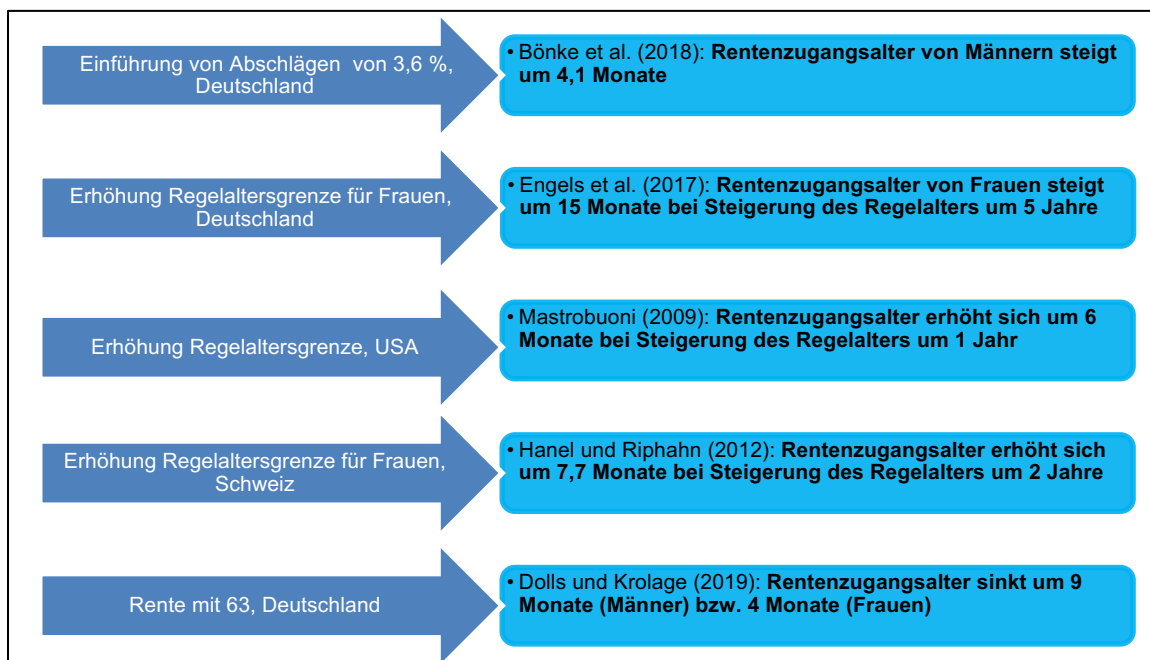 Einführung von Abschlägen von 3,6 %,
Deutschland
• Bönke et al. (2018): Rentenzugangsalter von Männern steigt
um 4,1 Monate
Erhöhung Regelaltersgrenze für Frauen,
Deutschland
• Engels et al. (2017): Rentenzugangsalter von Frauen steigt
um 15 Monate bei Steigerung des Regelalters um 5 Jahre
Erhöhung Regelaltersgrenze, USA
• Mastrobuoni (2009): Rentenzugangsalter erhöht sich um 6
Monate bei Steigerung des Regelalters um 1 Jahr
Erhöhung Regelaltersgrenze für Frauen,
Schweiz
• Hanel und Riphahn (2012): Rentenzugangsalter erhöht sich
um 7,7 Monate bei Steigerung des Regelalters um 2 Jahre
Rente mit 63, Deutschland
• Dolls und Krolage (2019): Rentenzugangsalter sinkt um 9
Monate (Männer) bzw. 4 Monate (Frauen)